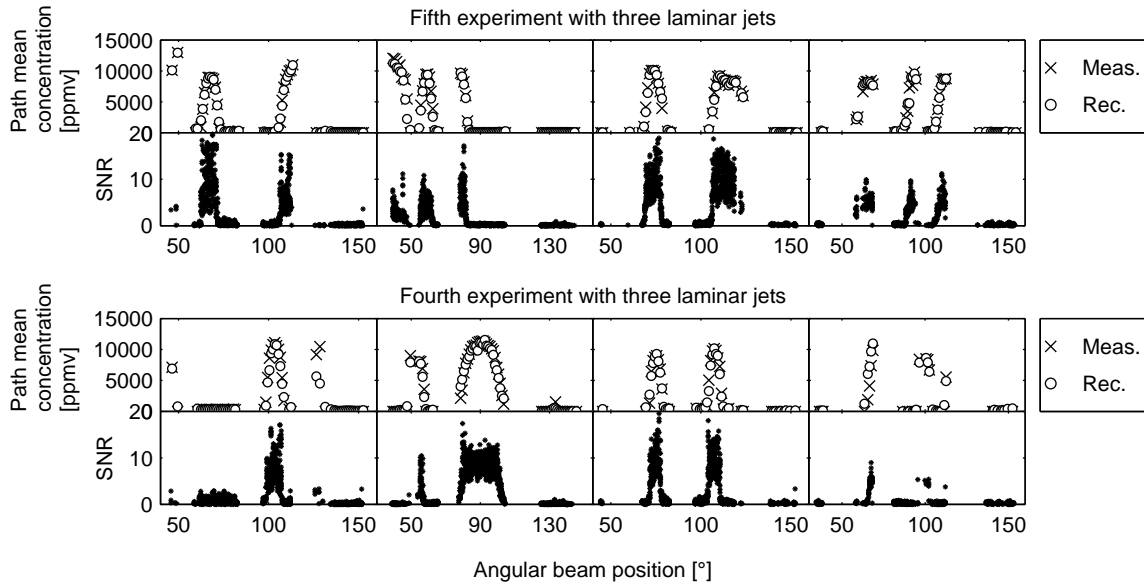 Fifth experiment with three laminar jets
Path mean
concentration
[ppmv]
15000
10000
5000
0
× Meas.
○ Rec.
SNR
20
10
0
50 100 150
50 90 130
50 100 150
50 100 150
Fourth experiment with three laminar jets
Path mean
concentration
[ppmv]
15000
10000
5000
0
× Meas.
○ Rec.
SNR
20
10
0
50 100 150
50 90 130
50 100 150
50 100 150
Angular beam position [°]